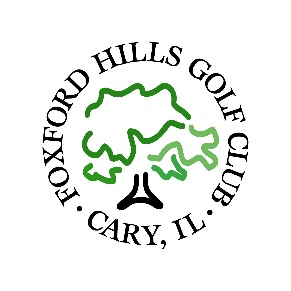 FOXFORD HILLS GOLF CLUB
· CARY, IL ·